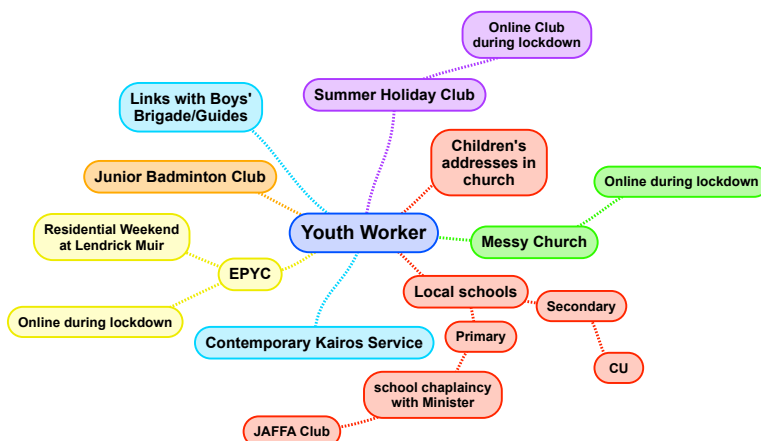 Online Club
during lockdown
Summer Holiday Club
Links with Boys'
Brigade/Guides
Children's
addresses in
church
Junior Badminton Club
Online during lockdown
Residential Weekend
at Lendrick Muir
Youth Worker
Messy Church
EPYC
Local schools
Secondary
Online during lockdown
Contemporary Kairos Service
Primary
CU
school chaplaincy
with Minister
JAFFA Club